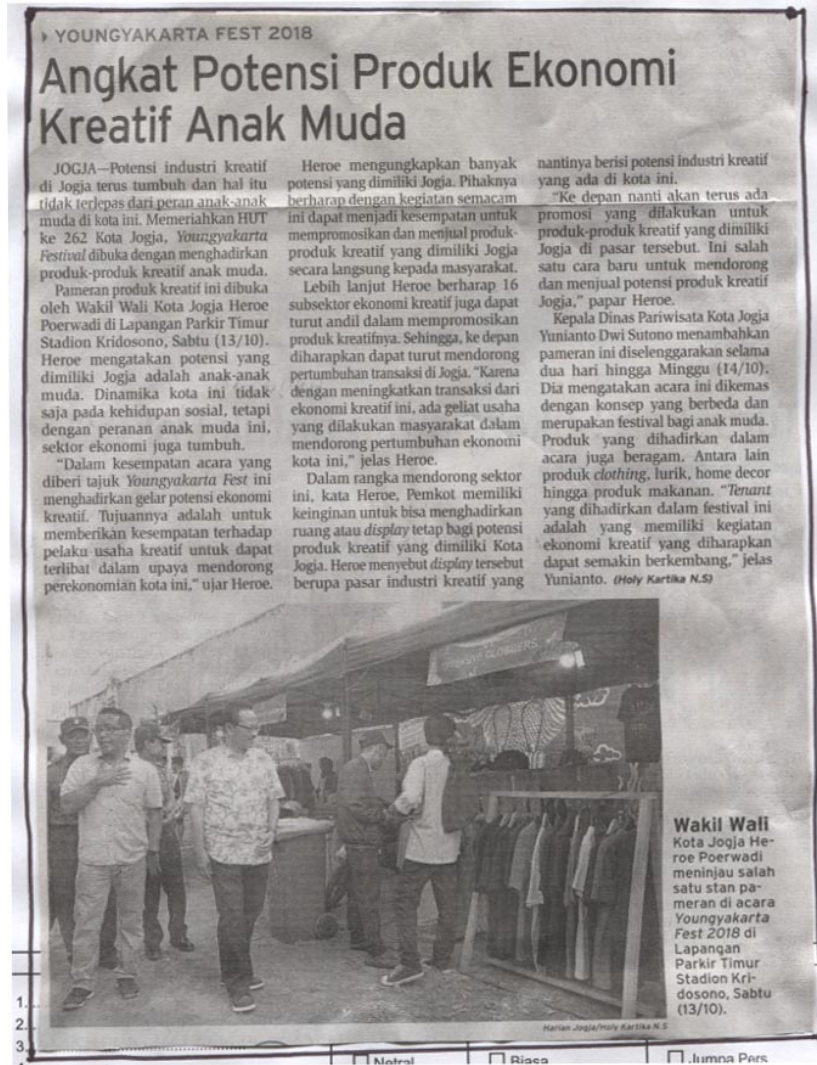 YOUNGYAKARTA FEST 2018
Angkat Potensi Produk Ekonomi
Kreatif Anak Muda
JOGJA—Potensi industri kreatif
di Jogja terus tumbuh dan hal itu
tidak terlepas dari peran anak-anak
muda di kota ini. Memeriahkan HUT
ke 262 Kota Jogja, Youngyakarta
Festival dibuka dengan menghadirkan
produk-produk kreatif anak muda.
Pameran produk kreatif ini dibuka
oleh Wakil Wali Kota Jogja Heroe
Poerwadi di Lapangan Parkir Timur
Stadion Kridosono, Sabtu (13/10).
Heroe mengatakan potensi yang
dimiliki Jogja adalah anak-anak
muda. Dinamika kota ini tidak
saja pada kehidupan sosial, tetapi
dengan peranan anak muda ini,
sektor ekonomi juga tumbuh.
"Dalam kesempatan acara yang
diberi tajuk Youngyakarta Fest ini
menghadirkan gelar potensi ekonomi
kreatif. Tujuannya adalah untuk
memberikan kesempatan terhadap
pelaku usaha kreatif untuk dapat
terlibat dalam upaya mendorong
perekonomian kota ini," ujar Heroe.
Heroe mengungkapkan banyak
potensi yang dimiliki Jogja. Pihaknya
berharap dengan kegiatan semacam
ini dapat menjadi kesempatan untuk
mempromosikan dan menjual produk-
produk kreatif yang dimiliki Jogja
secara langsung kepada masyarakat.
Lebih lanjut Heroe berharap 16
subsektor ekonomi kreatif juga dapat
turut andil dalam mempromosikan
produk kreatifnya. Sehingga, ke depan
diharapkan dapat turut mendorong
pertumbuhan transaksi di Jogja. "Karena
dengan meningkatkan transaksi dari
ekonomi kreatif ini, ada geliat usaha
yang dilakukan masyarakat dalam
mendorong pertumbuhan ekonomi
kota ini," jelas Heroe.
Dalam rangka mendorong sektor
ini, kata Heroe, Pemkot memiliki
keinginan untuk bisa menghadirkan
ruang atau display tetap bagi potensi
produk kreatif yang dimiliki Kota
Jogja. Heroe menyebut display tersebut
berupa pasar industri kreatif yang
nantinya berisi potensi industri kreatif
yang ada di kota ini.
"Ke depan nanti akan terus ada
promosi yang dilakukan untuk
produk-produk kreatif yang dimiliki
Jogja di pasar tersebut. Ini salah
satu cara baru untuk mendorong
dan menjual potensi produk kreatif
Jogja," papar Heroe.
Kepala Dinas Pariwisata Kota Jogja
Yunianto Dwi Sutono menambahkan
pameran ini diselenggarakan selama
dua hari hingga Minggu (14/10).
Dia mengatakan acara ini dikemas
dengan konsep yang berbeda dan
merupakan festival bagi anak muda.
Produk yang dihadirkan dalam
acara juga beragam. Antara lain
produk clothing, lurik, home decor
hingga produk makanan. "Tenant
yang dihadirkan dalam festival ini
adalah yang memiliki kegiatan
ekonomi kreatif yang diharapkan
dapat semakin berkembang," jelas
Yunianto. (Holy Kartika N.S)
Wakil Wali
Kota Jogja He-
roe Poerwadi
meninjau salah
satu stan pa-
meran di acara
Youngyakarta
Fest 2018 di
Lapangan
Parkir Timur
Stadion Kri-
dosono, Sabtu
(13/10).
Harian Jogja/Holy Kartika N.S
1.
2.
3.
Netral
Biasa
Jumpa Pers